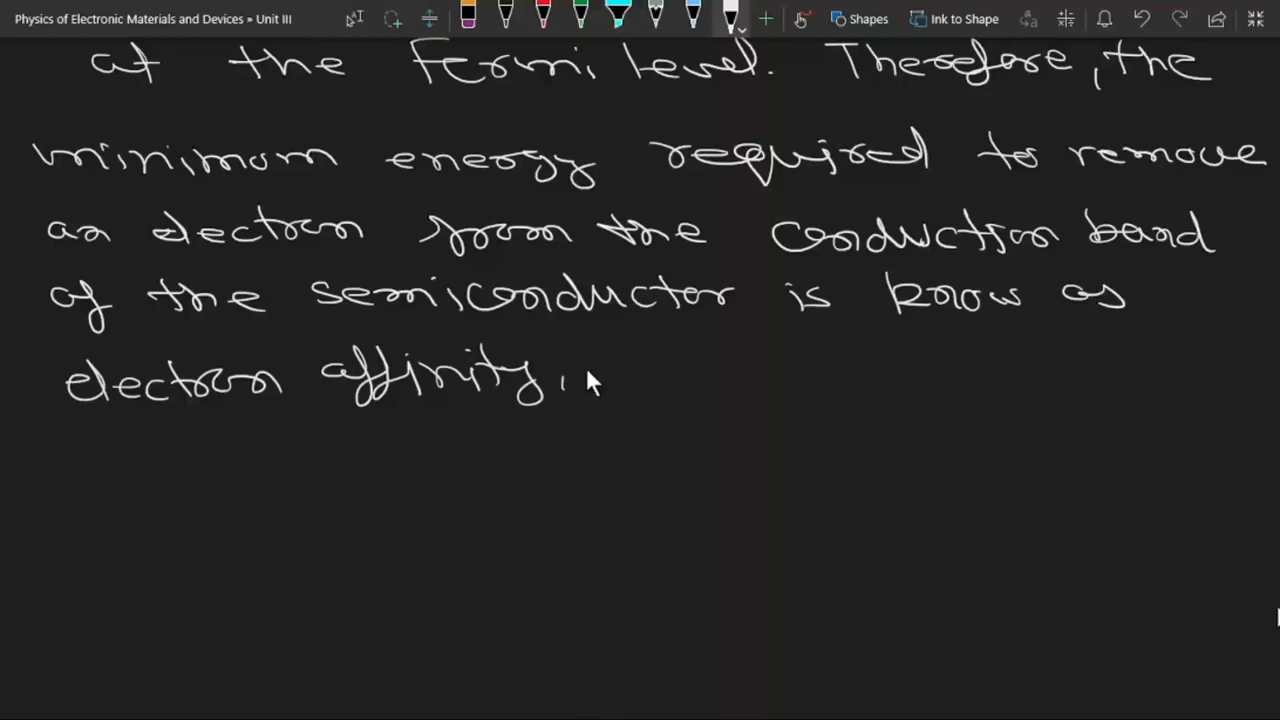 Physics of Electronic Materials and Devices » Unit III
Shapes
Ink to Shape
at the Fermi level. Therefore, the
minimum energy required to remove
an electron from the conduction band
of the semiconductor is know as
electron affinity.